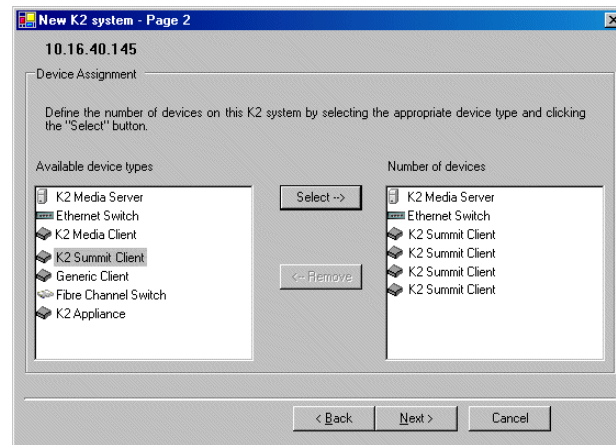 New K2 system - Page 2
10.16.40.145
Device Assignment
Define the number of devices on this K2 system by selecting the appropriate device type and clicking
the "Select" button.
Available device types
Number of devices
K2 Media Server
Ethernet Switch
K2 Media Client
K2 Summit Client
Generic Client
Fibre Channel Switch
K2 Appliance
Select -->
<-- Remove
K2 Media Server
Ethernet Switch
K2 Summit Client
K2 Summit Client
K2 Summit Client
K2 Summit Client
< Back
Next >
Cancel